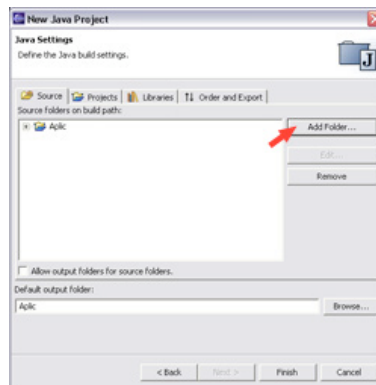 New Java Project
Java Settings
Define the Java build settings.
Source Projects Libraries Order and Export
Source folders on build path:
Aplic
Add Folder...
Edit...
Remove
Allow output folders for source folders.
Default output folder:
Aplic
Browse...
< Back Next > Finish Cancel